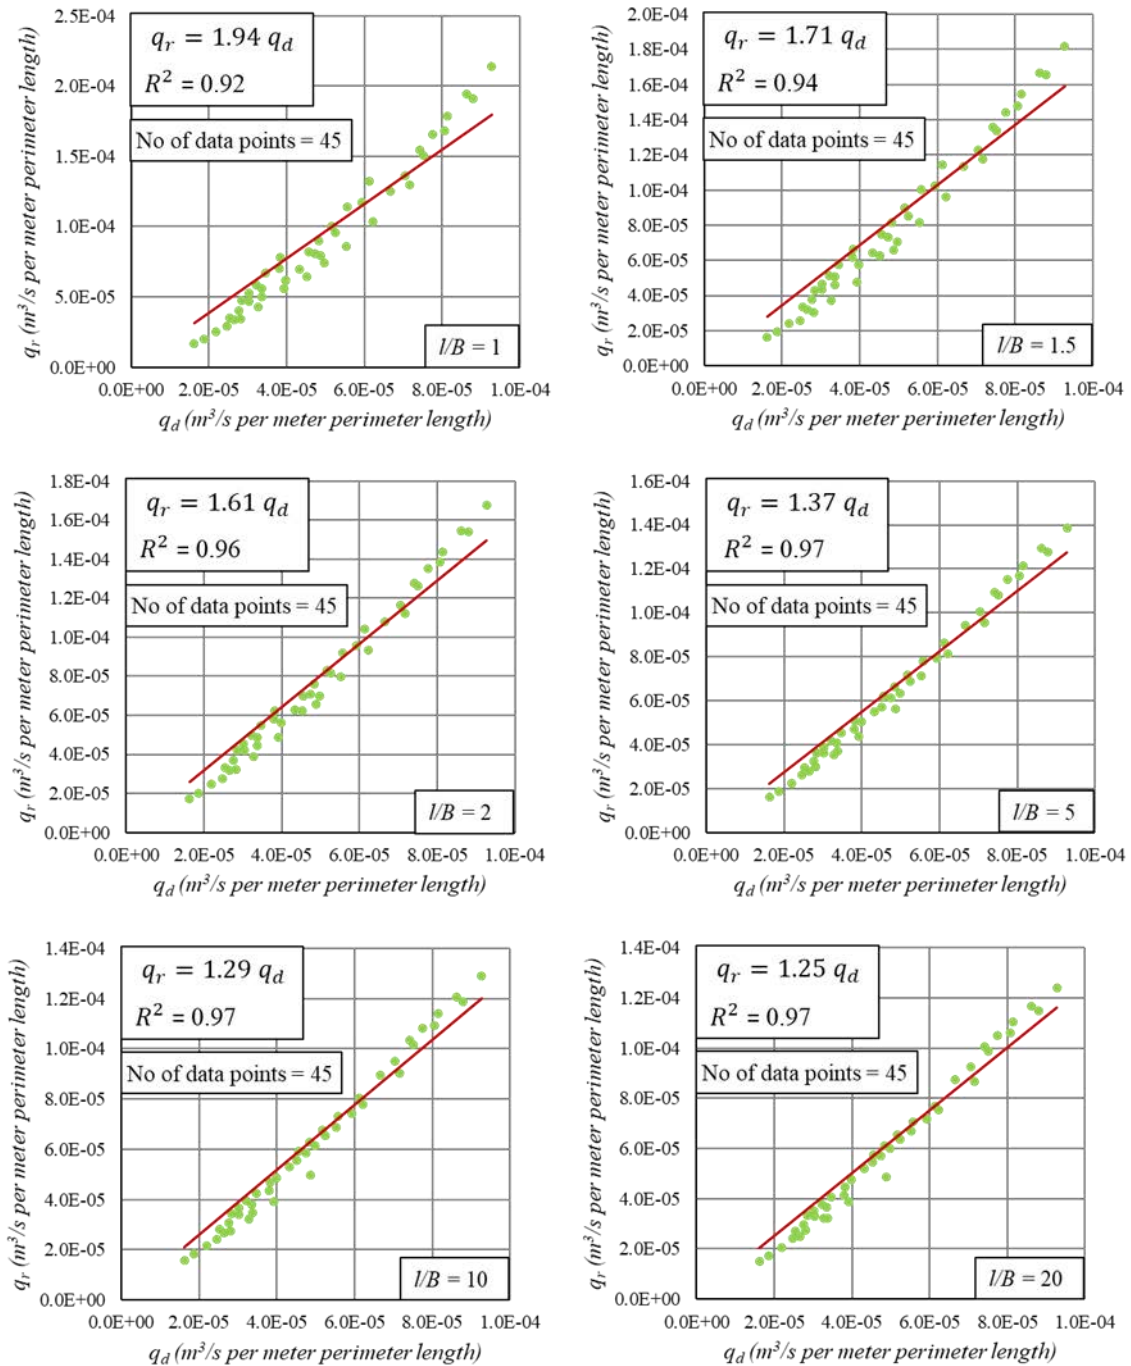 2.5E-04
2.0E-04
1.5E-04
1.0E-04
5.0E-05
0.0E+00
q_r (m³/s per meter perimeter length)
q_r = 1.94 q_d
R² = 0.92
No of data points = 45
l/B = 1
0.0E+00 2.0E-05 4.0E-05 6.0E-05 8.0E-05 1.0E-04
q_d (m³/s per meter perimeter length)
2.0E-04
1.8E-04
1.6E-04
1.4E-04
1.2E-04
1.0E-04
8.0E-05
6.0E-05
4.0E-05
2.0E-05
0.0E+00
q_r (m³/s per meter perimeter length)
q_r = 1.71 q_d
R² = 0.94
No of data points = 45
l/B = 1.5
0.0E+00 2.0E-05 4.0E-05 6.0E-05 8.0E-05 1.0E-04
q_d (m³/s per meter perimeter length)
1.8E-04
1.6E-04
1.4E-04
1.2E-04
1.0E-04
8.0E-05
6.0E-05
4.0E-05
2.0E-05
0.0E+00
q_r (m³/s per meter perimeter length)
q_r = 1.61 q_d
R² = 0.96
No of data points = 45
l/B = 2
0.0E+00 2.0E-05 4.0E-05 6.0E-05 8.0E-05 1.0E-04
q_d (m³/s per meter perimeter length)
1.6E-04
1.4E-04
1.2E-04
1.0E-04
8.0E-05
6.0E-05
4.0E-05
2.0E-05
0.0E+00
q_r (m³/s per meter perimeter length)
q_r = 1.37 q_d
R² = 0.97
No of data points = 45
l/B = 5
0.0E+00 2.0E-05 4.0E-05 6.0E-05 8.0E-05 1.0E-04
q_d (m³/s per meter perimeter length)
1.4E-04
1.2E-04
1.0E-04
8.0E-05
6.0E-05
4.0E-05
2.0E-05
0.0E+00
q_r (m³/s per meter perimeter length)
q_r = 1.29 q_d
R² = 0.97
No of data points = 45
l/B = 10
0.0E+00 2.0E-05 4.0E-05 6.0E-05 8.0E-05 1.0E-04
q_d (m³/s per meter perimeter length)
1.4E-04
1.2E-04
1.0E-04
8.0E-05
6.0E-05
4.0E-05
2.0E-05
0.0E+00
q_r (m³/s per meter perimeter length)
q_r = 1.25 q_d
R² = 0.97
No of data points = 45
l/B = 20
0.0E+00 2.0E-05 4.0E-05 6.0E-05 8.0E-05 1.0E-04
q_d (m³/s per meter perimeter length)